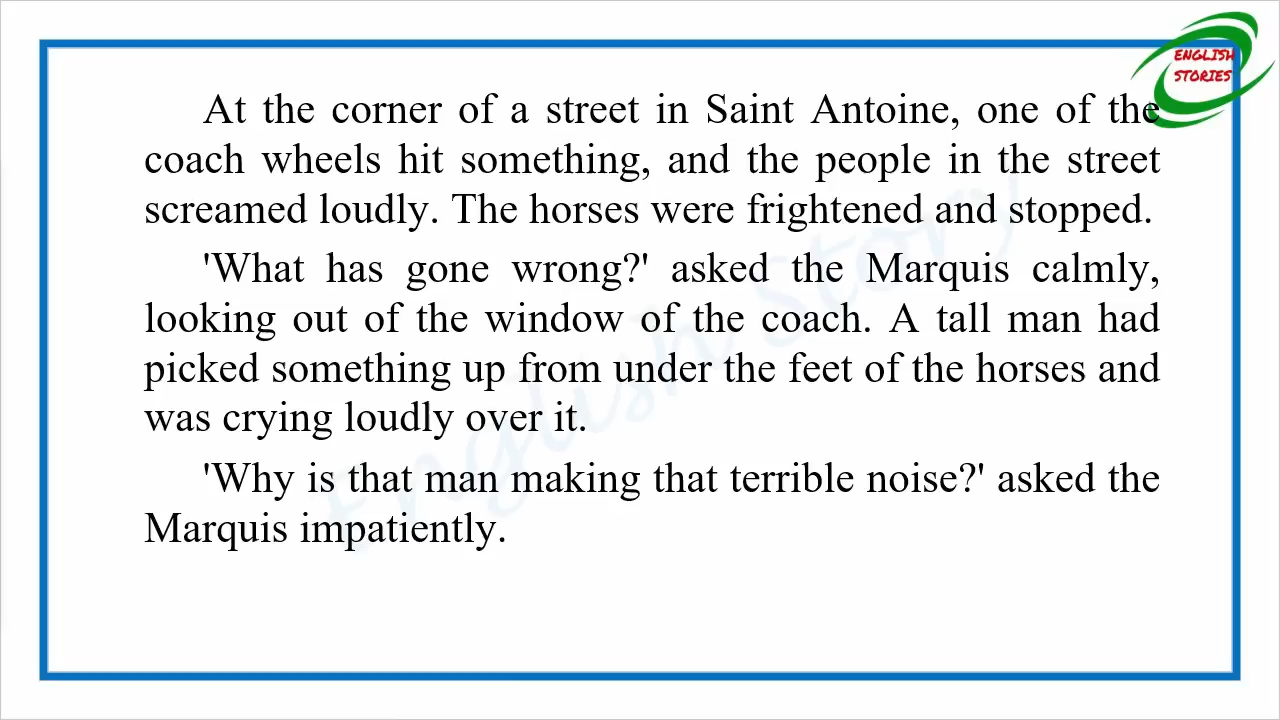 ENGLISH
STORIES
At the corner of a street in Saint Antoine, one of the
coach wheels hit something, and the people in the street
screamed loudly. The horses were frightened and stopped.
'What has gone wrong?' asked the Marquis calmly,
looking out of the window of the coach. A tall man had
picked something up from under the feet of the horses and
was crying loudly over it.
'Why is that man making that terrible noise?' asked the
Marquis impatiently.
English Story